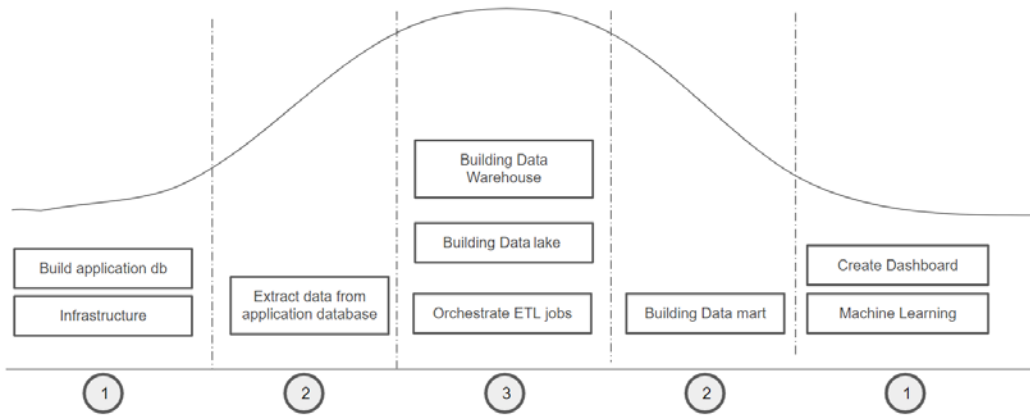 Building Data
Warehouse
Building Data lake
Build application db
Create Dashboard
Extract data from
application database
Infrastructure
Orchestrate ETL jobs
Building Data mart
Machine Learning
1
2
3
2
1